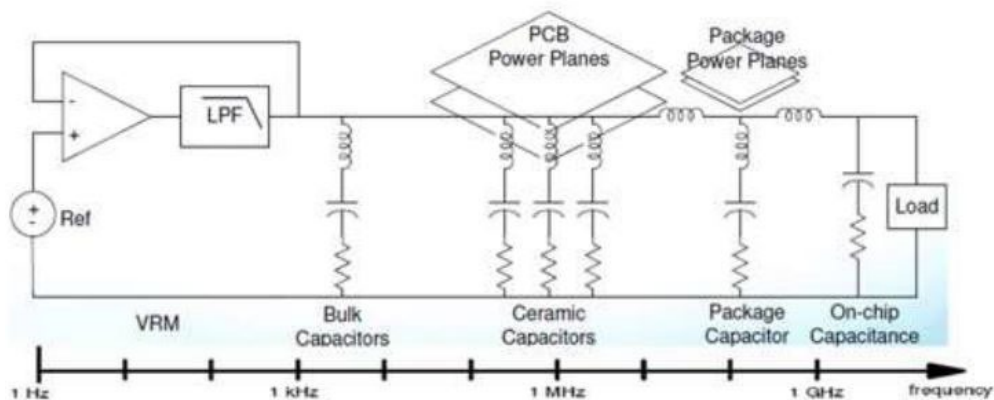 PCB
Power Planes
Package
Power Planes
-
+
LPF
+
-
Ref
Load
VRM
Bulk
Capacitors
Ceramic
Capacitors
Package
Capacitor
On-chip
Capacitance
1 Hz
1 kHz
1 MHz
1 GHz
frequency